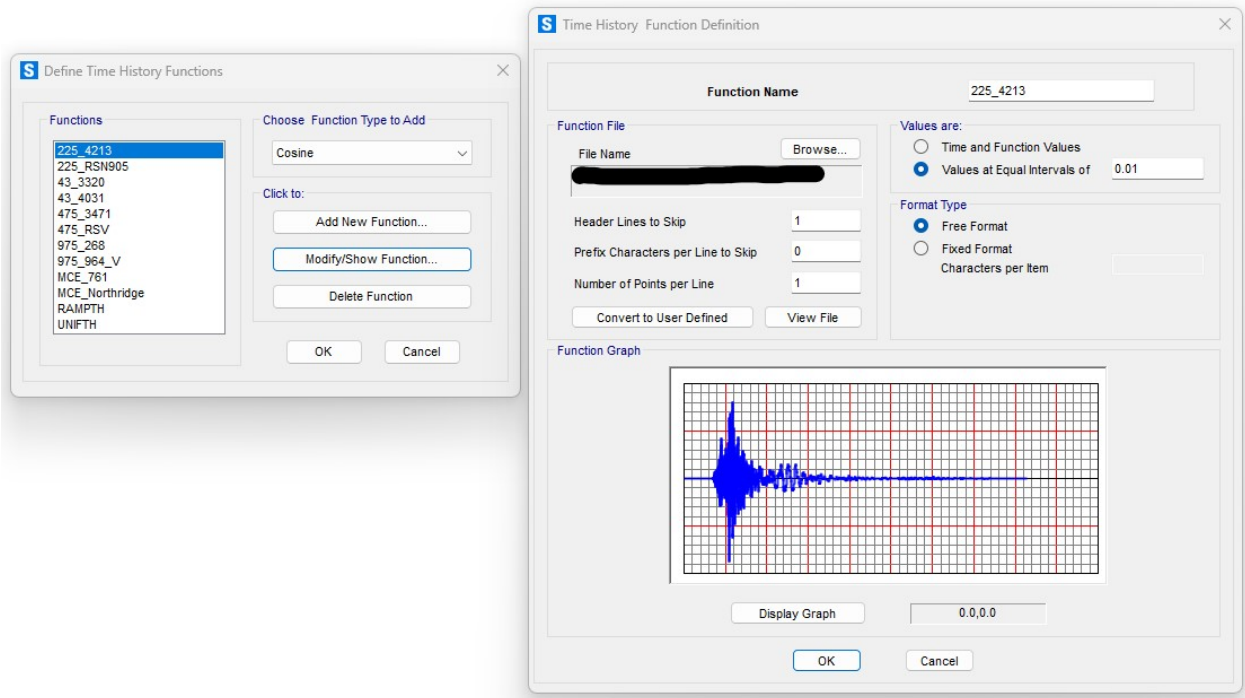 S Define Time History Functions
Functions
225_4213
225_RSN905
43_3320
43_4031
475_3471
475_RSV
975_268
975_964_V
MCE_761
MCE_Northridge
RAMPTH
UNIFTH
Choose Function Type to Add
Cosine
Click to:
Add New Function...
Modify/Show Function...
Delete Function
OK
Cancel
S Time History Function Definition
Function Name
225_4213
Function File
File Name
Browse...
Header Lines to Skip
1
Prefix Characters per Line to Skip
0
Number of Points per Line
1
Convert to User Defined
View File
Values are:
Time and Function Values
Values at Equal Intervals of
0.01
Format Type
Free Format
Fixed Format
Characters per Item
Function Graph
Display Graph
0.0,0.0
OK
Cancel